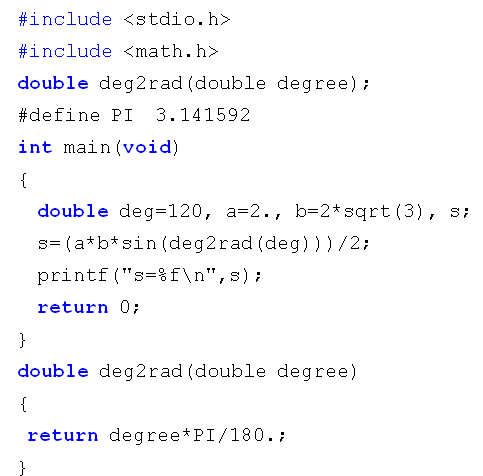 #include <stdio.h>
#include <math.h>
double deg2rad(double degree);
#define PI  3.141592
int main(void)
{
  double deg=120, a=2., b=2*sqrt(3), s;
  s=(a*b*sin(deg2rad(deg)))/2;
  printf("s=%f\n",s);
  return 0;
}
double deg2rad(double degree)
{
 return degree*PI/180.;
}